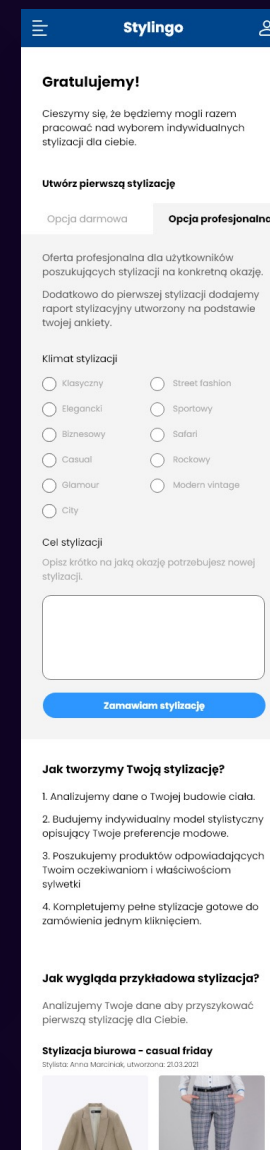 Stylingo
Gratulujemy!
Cieszymy się, że będziemy mogli razem
pracować nad wyborem indywidualnych
stylizacji dla ciebie.
Utwórz pierwszą stylizację
Opcja darmowa
Opcja profesjonalna
Oferta profesjonalna dla użytkowników
poszukujących stylizacji na konkretną okazję.
Dodatkowo do pierwszej stylizacji dodajemy
raport stylizacyjny utworzony na podstawie
twojej ankiety.
Klimat stylizacji
Klasyczny
Street fashion
Elegancki
Sportowy
Biznesowy
Safari
Casual
Rockowy
Glamour
Modern vintage
City
Cel stylizacji
Opisz krótko na jaką okazję potrzebujesz nowej
stylizacji.
Zamawiam stylizację
Jak tworzymy Twoją stylizację?
1. Analizujemy dane o Twojej budowie ciała.
2. Budujemy indywidualny model stylistyczny
opisujący Twoje preferencje modowe.
3. Poszukujemy produktów odpowiadających
Twoim oczekiwaniom i właściwościom
sylwetki
4. Kompletujemy pełne stylizacje gotowe do
zamówienia jednym kliknięciem.
Jak wygląda przykładowa stylizacja?
Analizujemy Twoje dane aby przyszykować
pierwszą stylizację dla Ciebie.
Stylizacja biurowa - casual friday
Stylista: Anna Marciniak, utworzona: 21.03.2021